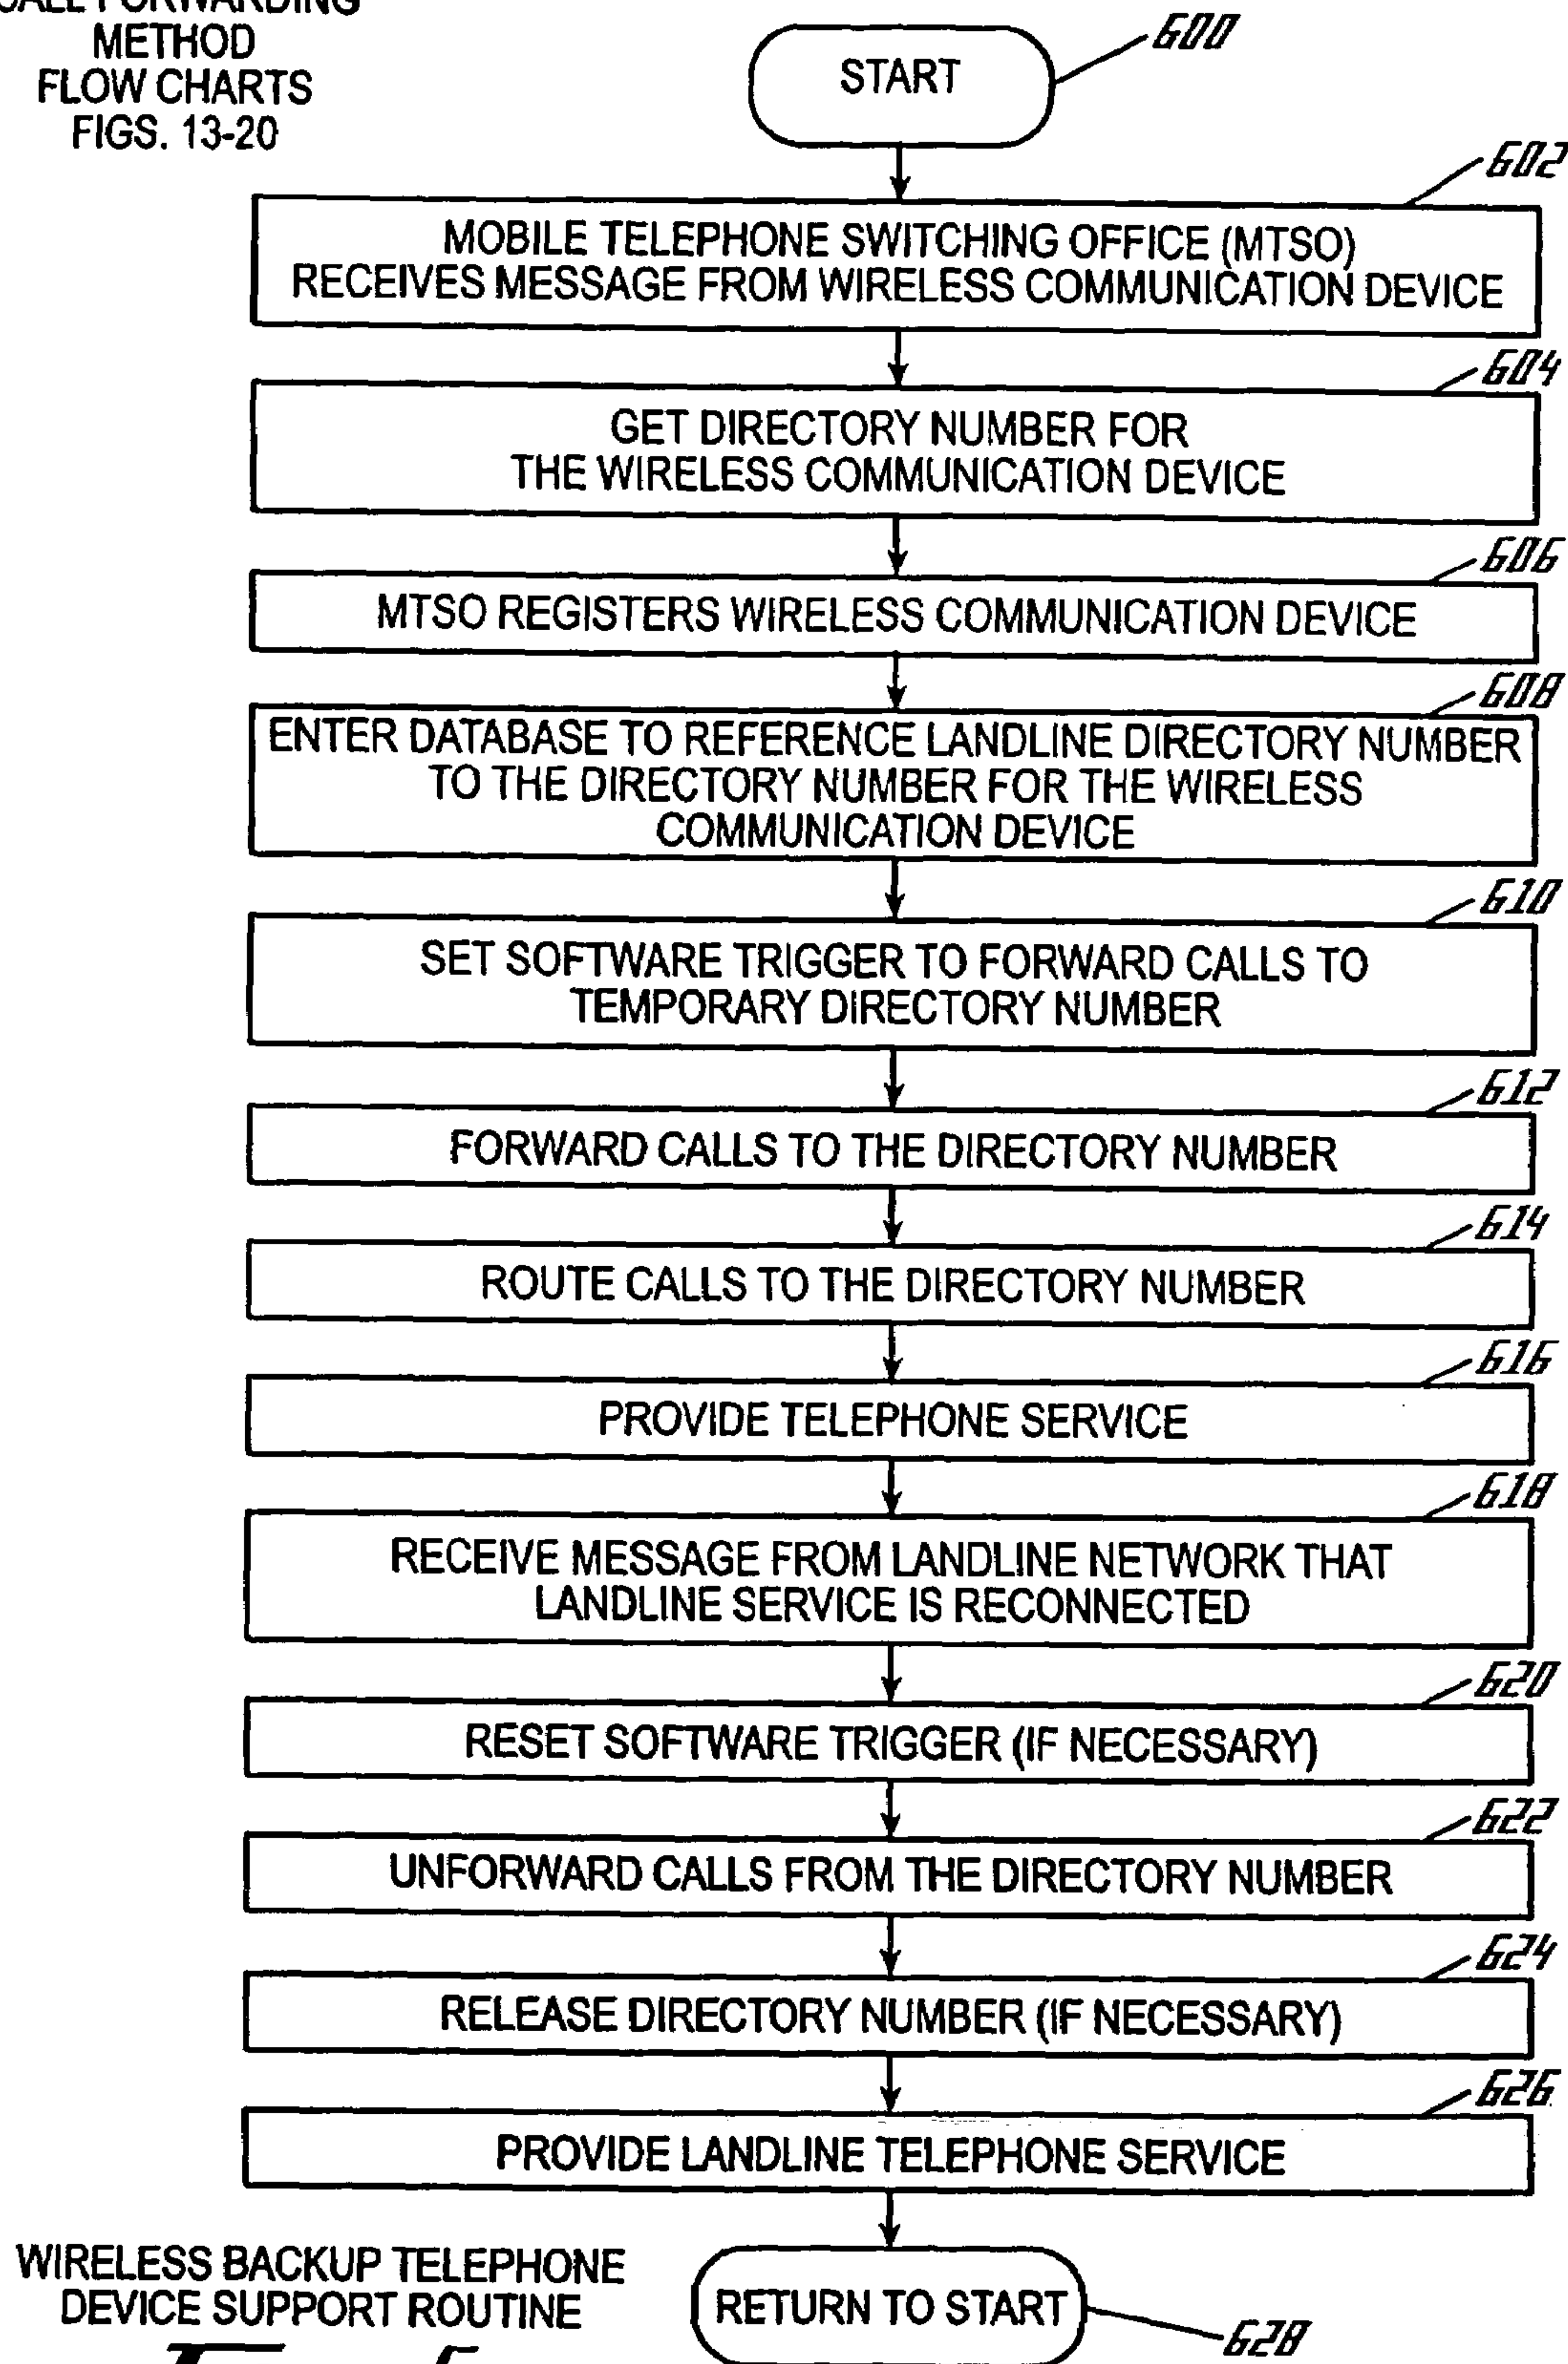 CALL FORWARDING
METHOD
FLOW CHARTS
FIGS. 13-20
START
600
602
MOBILE TELEPHONE SWITCHING OFFICE (MTSO)
RECEIVES MESSAGE FROM WIRELESS COMMUNICATION DEVICE
604
GET DIRECTORY NUMBER FOR
THE WIRELESS COMMUNICATION DEVICE
606
MTSO REGISTERS WIRELESS COMMUNICATION DEVICE
608
ENTER DATABASE TO REFERENCE LANDLINE DIRECTORY NUMBER
TO THE DIRECTORY NUMBER FOR THE WIRELESS
COMMUNICATION DEVICE
610
SET SOFTWARE TRIGGER TO FORWARD CALLS TO
TEMPORARY DIRECTORY NUMBER
612
FORWARD CALLS TO THE DIRECTORY NUMBER
614
ROUTE CALLS TO THE DIRECTORY NUMBER
616
PROVIDE TELEPHONE SERVICE
618
RECEIVE MESSAGE FROM LANDLINE NETWORK THAT
LANDLINE SERVICE IS RECONNECTED
620
RESET SOFTWARE TRIGGER (IF NECESSARY)
622
UNFORWARD CALLS FROM THE DIRECTORY NUMBER
624
RELEASE DIRECTORY NUMBER (IF NECESSARY)
626
PROVIDE LANDLINE TELEPHONE SERVICE
WIRELESS BACKUP TELEPHONE
DEVICE SUPPORT ROUTINE
RETURN TO START
628